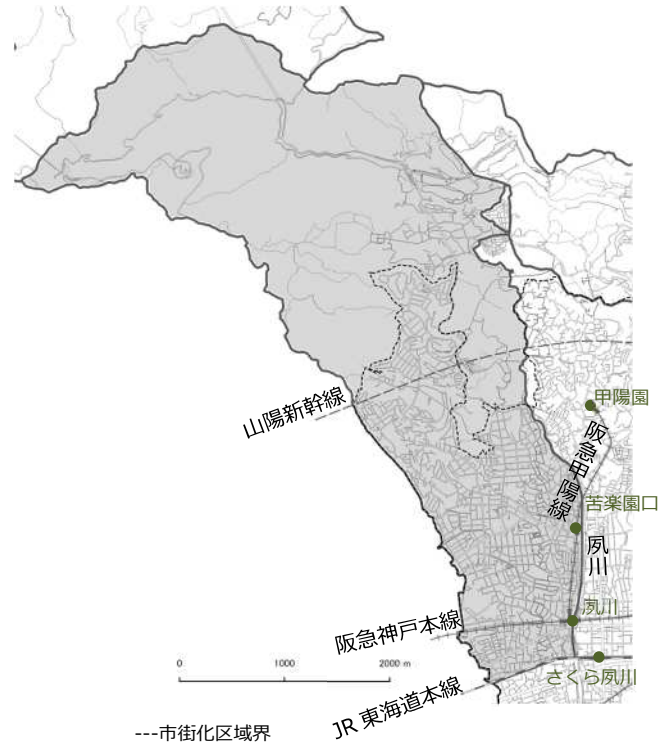 山陽新幹線
甲陽園
阪急甲陽線
苦楽園口
夙川
夙川
阪急神戸本線
さくら夙川
JR 東海道本線
0 1000 2000 m
---市街化区域界